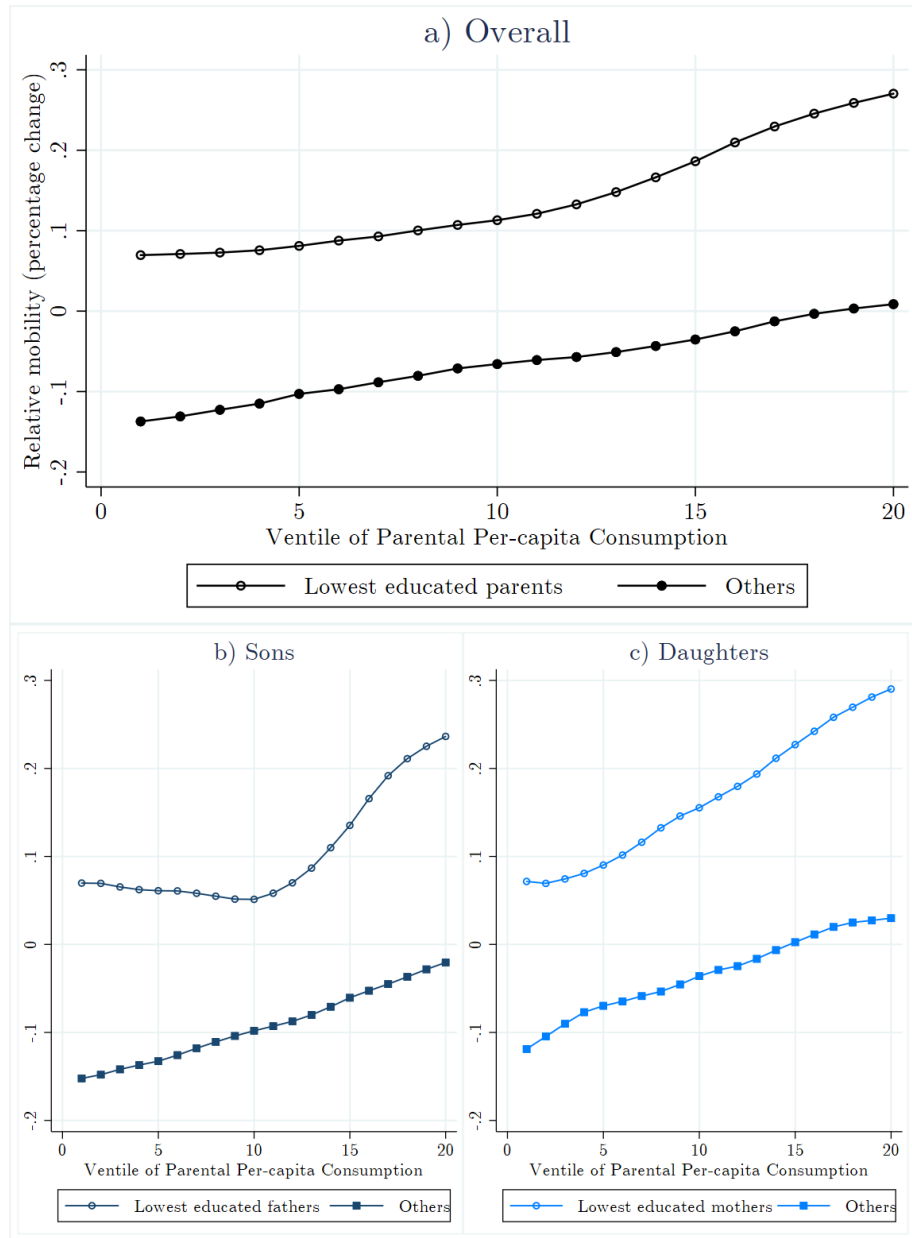 a) Overall
Relative mobility (percentage change)
.3
.2
.1
0
-.1
-.2
0 5 10 15 20
Ventile of Parental Per-capita Consumption
Lowest educated parents Others
b) Sons
.3
.2
.1
0
-.1
-.2
0 5 10 15 20
Ventile of Parental Per-capita Consumption
Lowest educated fathers Others
c) Daughters
.3
.2
.1
0
-.1
-.2
0 5 10 15 20
Ventile of Parental Per-capita Consumption
Lowest educated mothers Others